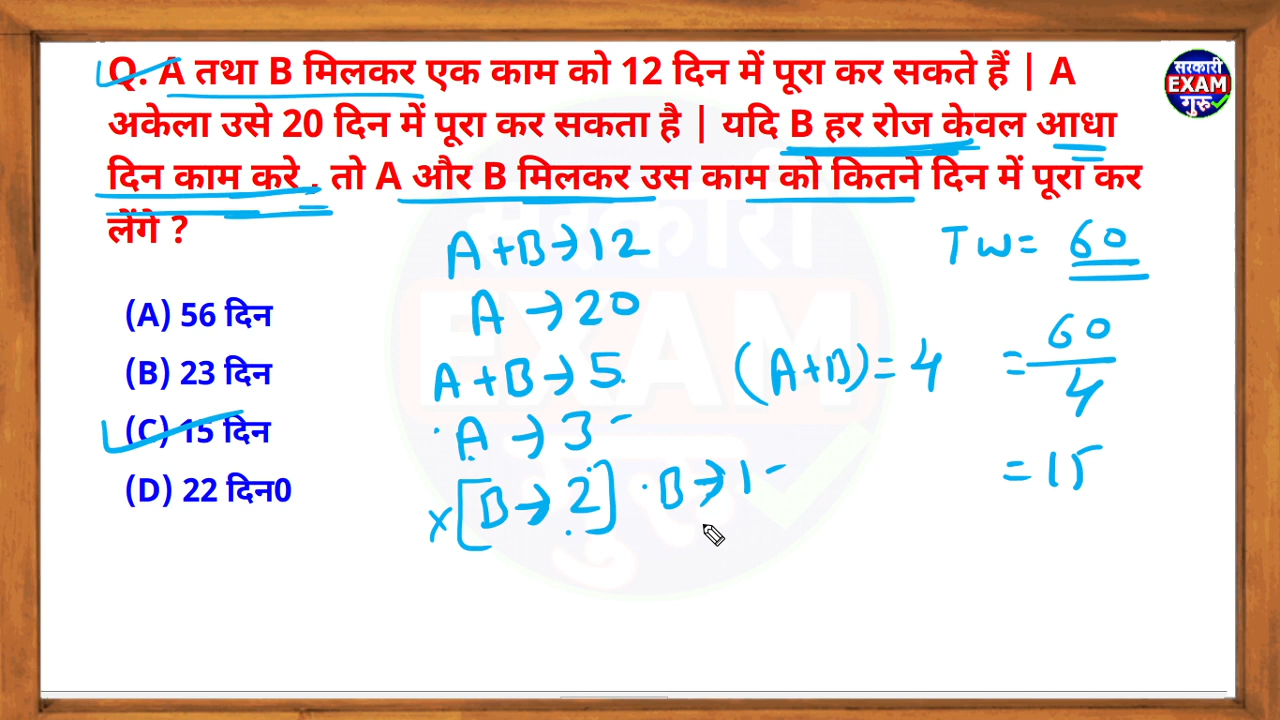 Q. A तथा B मिलकर एक काम को 12 दिन में पूरा कर सकते हैं | A
अकेला उसे 20 दिन में पूरा कर सकता है | यदि B हर रोज केवल आधा
दिन काम करे , तो A और B मिलकर उस काम को कितने दिन में पूरा कर
लेंगे ?
सरकारी
EXAM
गुरु
(A) 56 दिन
(B) 23 दिन
(C) 15 दिन
(D) 22 दिन0
A+B→12
A→20
A+B→5
A→3
×[B→2] B→1
TW= 60
(A+B)=4
=60/4
=15
सरकारी
EXAM
गुरु